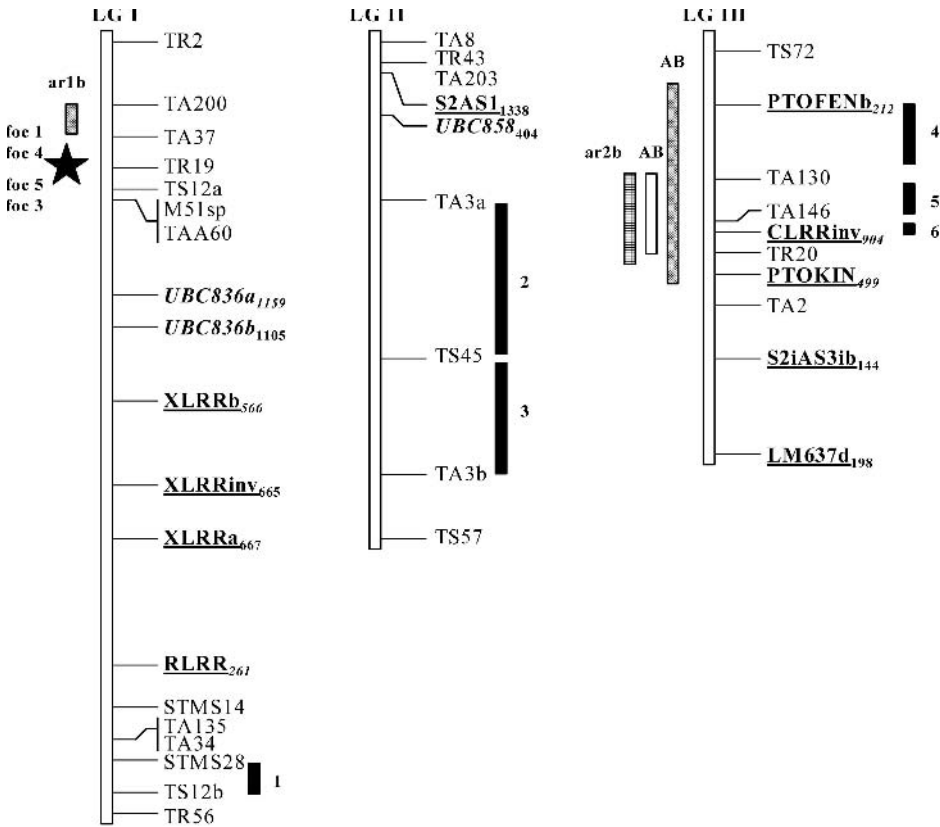 LG I
TR2
ar1b
TA200
foc 1
TA37
foc 4
TR19
foc 5
TS12a
foc 3
M51sp
TAA60
UBC836a1159
UBC836b1105
XLRRb566
XLRRinv665
XLRRa667
RLRR261
STMS14
TA135
TA34
STMS28
1
TS12b
TR56
LG II
TA8
TR43
TA203
S2AS11338
UBC858404
TA3a
2
TS45
3
TA3b
TS57
LG III
TS72
AB
PTOFENb212
4
ar2b
AB
TA130
TA146
5
CLRRinv904
6
TR20
PTOKIN499
TA2
S2iAS3ib144
LM637d198